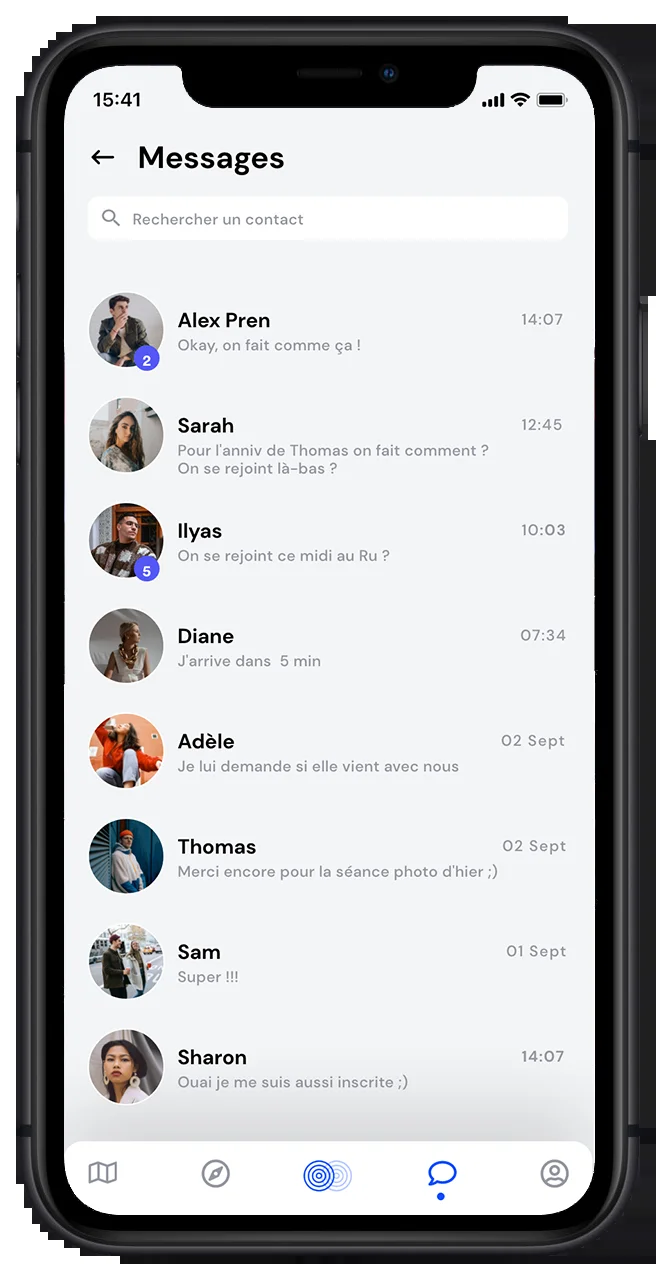 15:41
Messages
Rechercher un contact
Alex Pren 14:07
Okay, on fait comme ça !
2
Sarah 12:45
Pour l'anniv de Thomas on fait comment ?
On se rejoint là-bas ?
Ilyas 10:03
On se rejoint ce midi au Ru ?
5
Diane 07:34
J'arrive dans  5 min
Adèle 02 Sept
Je lui demande si elle vient avec nous
Thomas 02 Sept
Merci encore pour la séance photo d'hier ;)
Sam 01 Sept
Super !!!
Sharon 14:07
Ouai je me suis aussi inscrite ;)